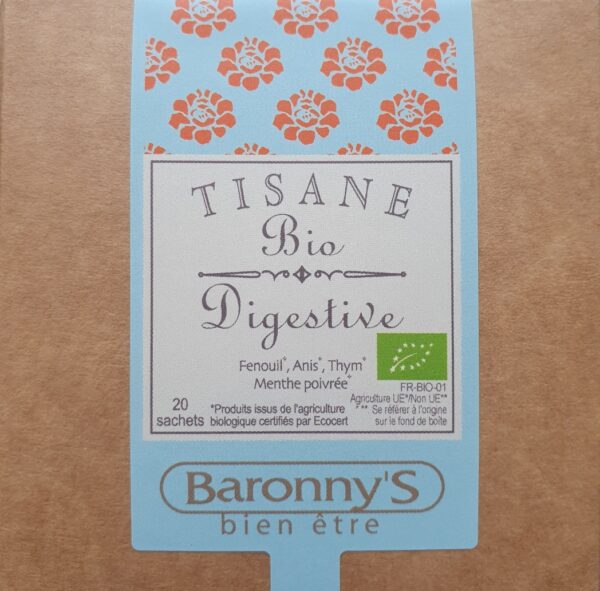 TISANE
Bio
Digestive
Fenouil*, Anis*, Thym*
Menthe poivrée*
FR-BIO-01
Agriculture UE*/Non UE**
20
sachets
*Produits issus de l'agriculture
biologique certifiés par Ecocert
*** Se référer à l'origine
sur le fond de boîte
Baronny'S
bien être